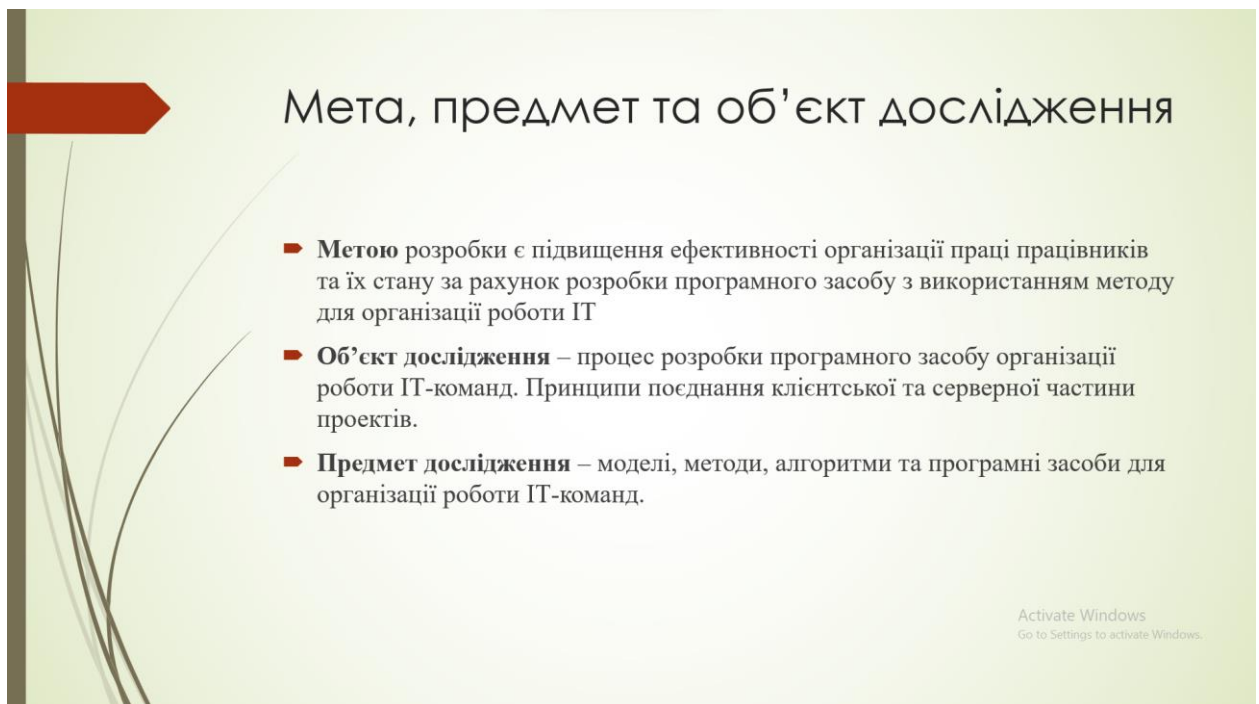 Мета, предмет та об’єкт дослідження
Метою розробки є підвищення ефективності організації праці працівників
та їх стану за рахунок розробки програмного засобу з використанням методу
для організації роботи ІТ
Об’єкт дослідження – процес розробки програмного засобу організації
роботи ІТ-команд. Принципи поєднання клієнтської та серверної частини
проектів.
Предмет дослідження – моделі, методи, алгоритми та програмні засоби для
організації роботи ІТ-команд.
Activate Windows
Go to Settings to activate Windows.